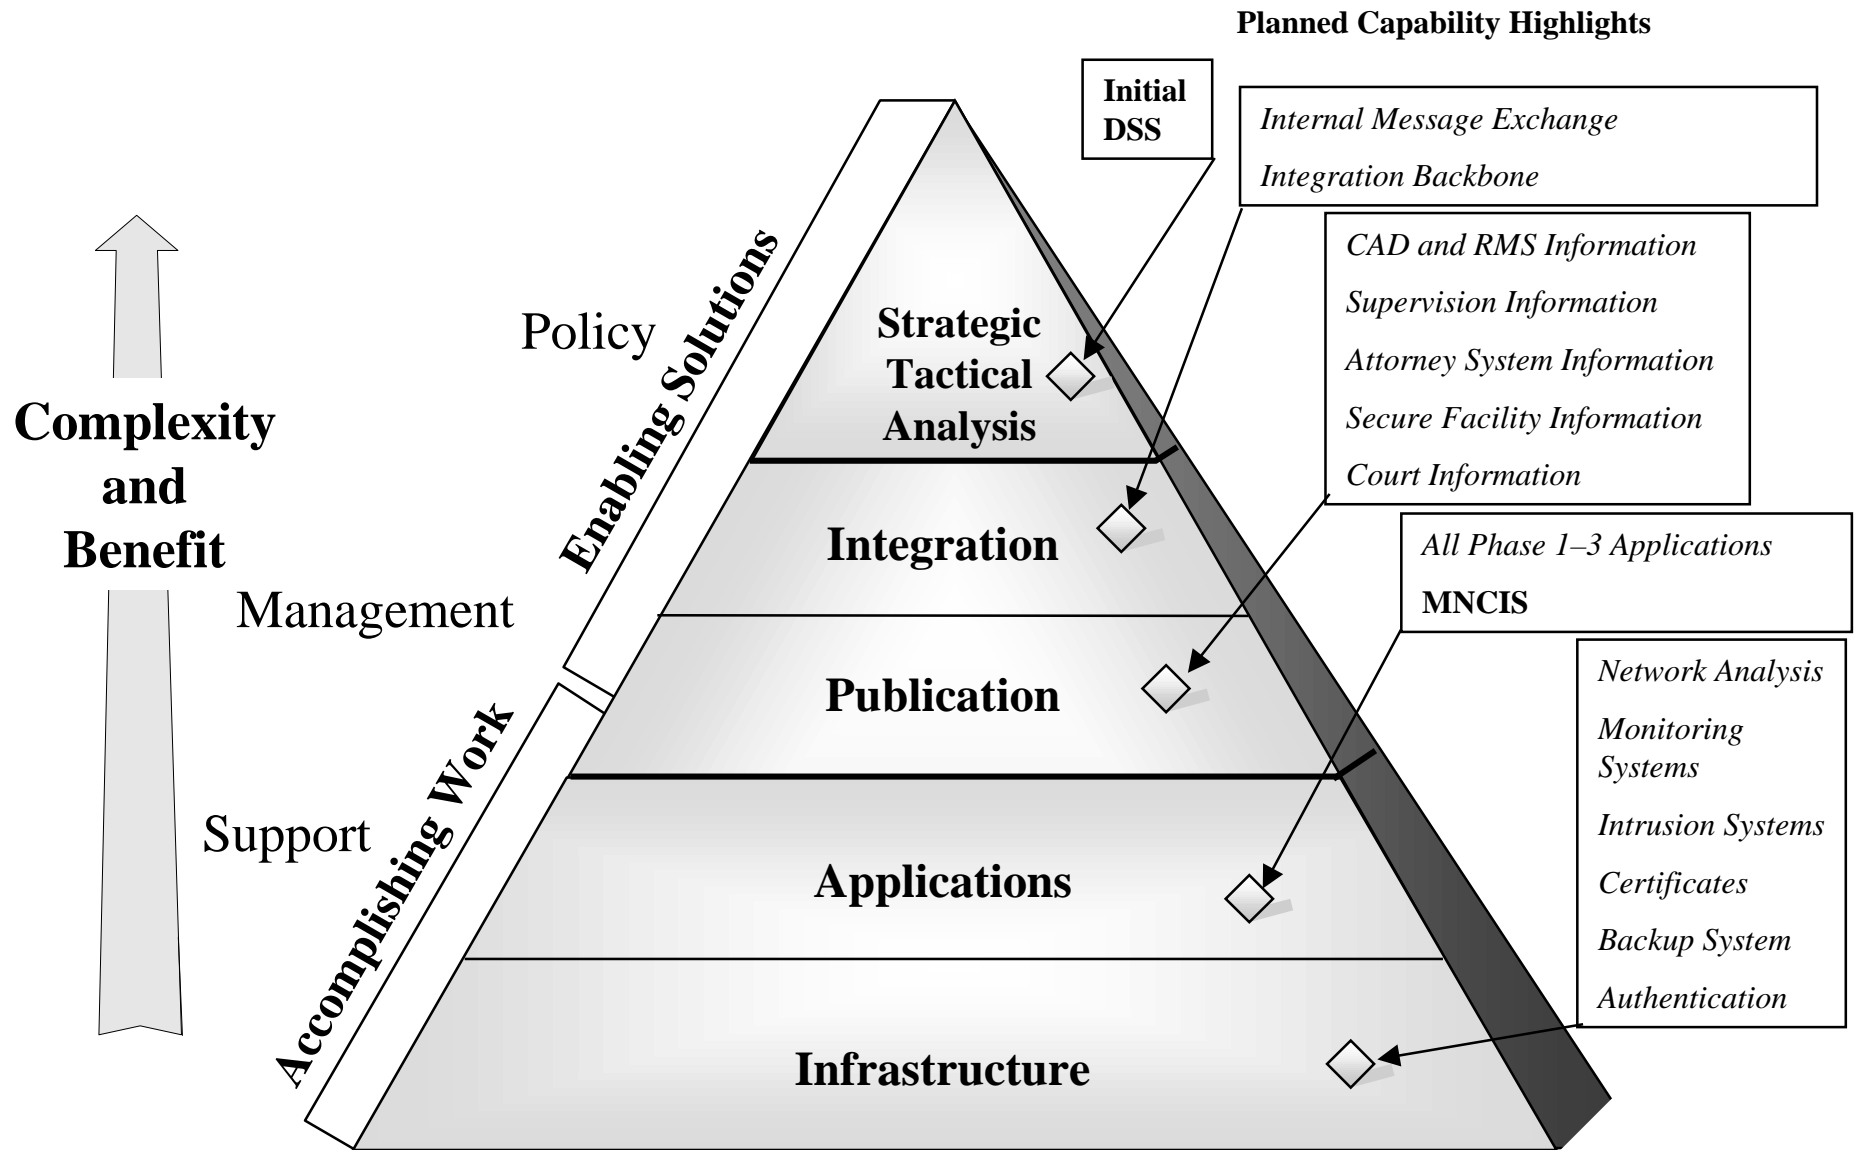 Planned Capability Highlights
Initial
DSS
Internal Message Exchange
Integration Backbone
CAD and RMS Information
Supervision Information
Attorney System Information
Secure Facility Information
Court Information
All Phase 1–3 Applications
MNCIS
Network Analysis
Monitoring
Systems
Intrusion Systems
Certificates
Backup System
Authentication
Complexity
and
Benefit
Policy
Management
Support
Enabling Solutions
Accomplishing Work
Strategic
Tactical
Analysis
Integration
Publication
Applications
Infrastructure